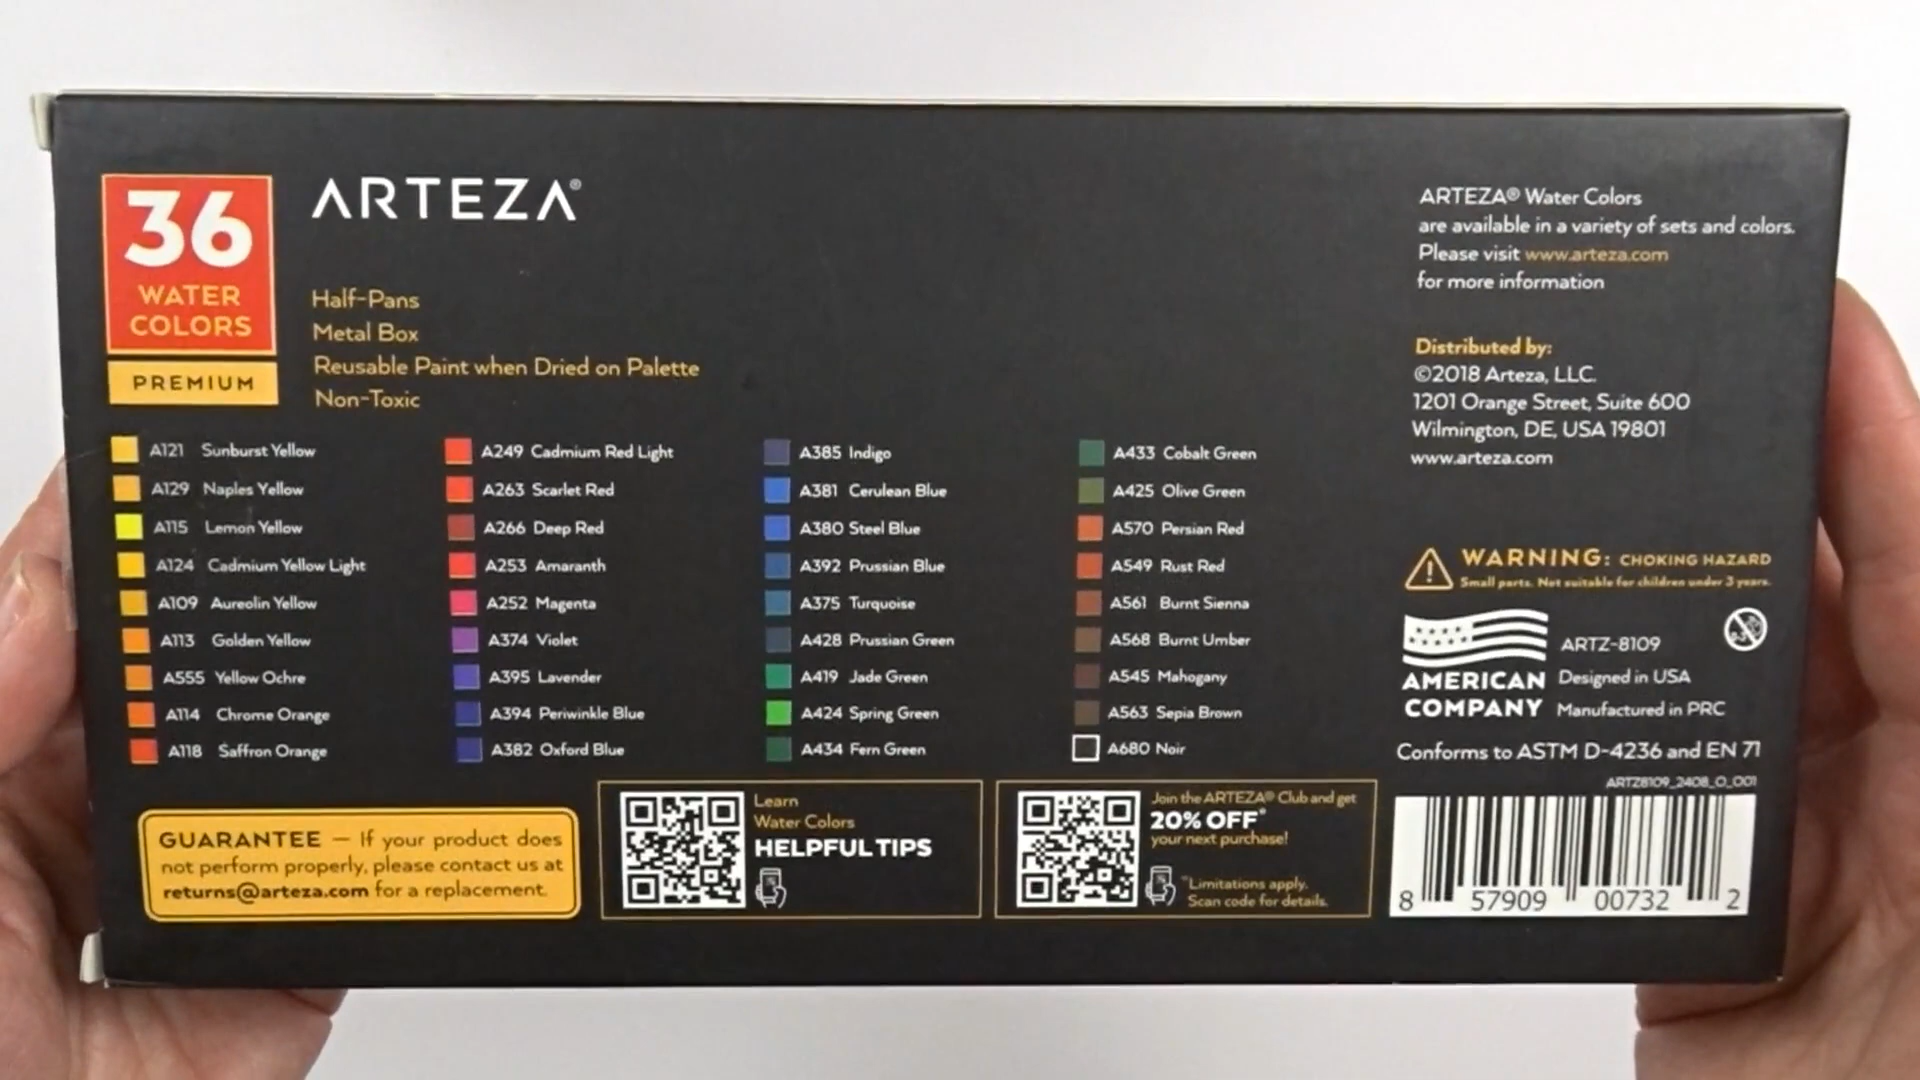 36
WATER
COLORS
PREMIUM
ARTEZA®
Half-Pans
Metal Box
Reusable Paint when Dried on Palette
Non-Toxic
A121 Sunburst Yellow
A129 Naples Yellow
A115 Lemon Yellow
A124 Cadmium Yellow Light
A109 Aureolin Yellow
A113 Golden Yellow
A555 Yellow Ochre
A114 Chrome Orange
A118 Saffron Orange
A249 Cadmium Red Light
A263 Scarlet Red
A266 Deep Red
A253 Amaranth
A252 Magenta
A374 Violet
A395 Lavender
A394 Periwinkle Blue
A382 Oxford Blue
A385 Indigo
A381 Cerulean Blue
A380 Steel Blue
A392 Prussian Blue
A375 Turquoise
A428 Prussian Green
A419 Jade Green
A424 Spring Green
A434 Fern Green
A433 Cobalt Green
A425 Olive Green
A570 Persian Red
A549 Rust Red
A561 Burnt Sienna
A568 Burnt Umber
A545 Mahogany
A563 Sepia Brown
A680 Noir
GUARANTEE — If your product does
not perform properly, please contact us at
returns@arteza.com for a replacement.
Learn
Water Colors
HELPFUL TIPS
Join the ARTEZA® Club and get
20% OFF*
your next purchase!
*Limitations apply.
Scan code for details.
ARTEZA® Water Colors
are available in a variety of sets and colors.
Please visit www.arteza.com
for more information
Distributed by:
©2018 Arteza, LLC.
1201 Orange Street, Suite 600
Wilmington, DE, USA 19801
www.arteza.com
WARNING: CHOKING HAZARD
Small parts. Not suitable for children under 3 years.
AMERICAN
COMPANY
ARTZ-8109
Designed in USA
Manufactured in PRC
0-3
Conforms to ASTM D-4236 and EN 71
ARTZ8109_2408_O_001
8 57909 00732 2